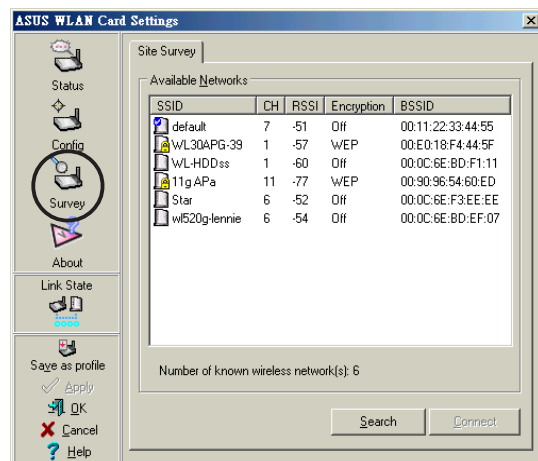 ASUS WLAN Card Settings
Status
Config
Survey
About
Link State
Save as profile
Apply
OK
Cancel
Help
Site Survey
Available Networks
SSID CH RSSI Encryption BSSID
default 7 -51 Off 00:11:22:33:44:55
WL30APG-39 1 -57 WEP 00:E0:18:F4:44:5F
WL-HDDss 1 -60 Off 00:0C:6E:BD:F1:11
11g APa 11 -77 WEP 00:90:96:54:60:ED
Star 6 -52 Off 00:0C:6E:F3:EE:EE
wl520g-lennie 6 -54 Off 00:0C:6E:BD:EF:07
Number of known wireless network(s): 6
Search Connect